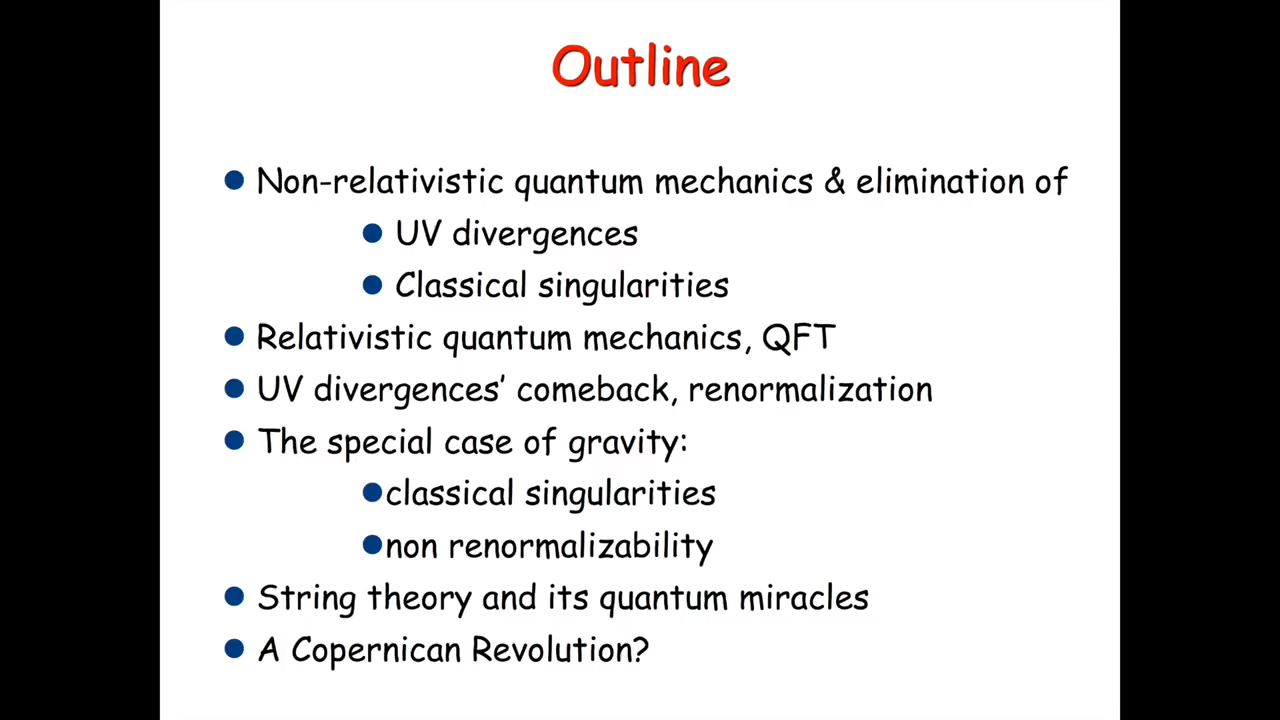 Outline
Non-relativistic quantum mechanics & elimination of
UV divergences
Classical singularities
Relativistic quantum mechanics, QFT
UV divergences’ comeback, renormalization
The special case of gravity:
classical singularities
non renormalizability
String theory and its quantum miracles
A Copernican Revolution?